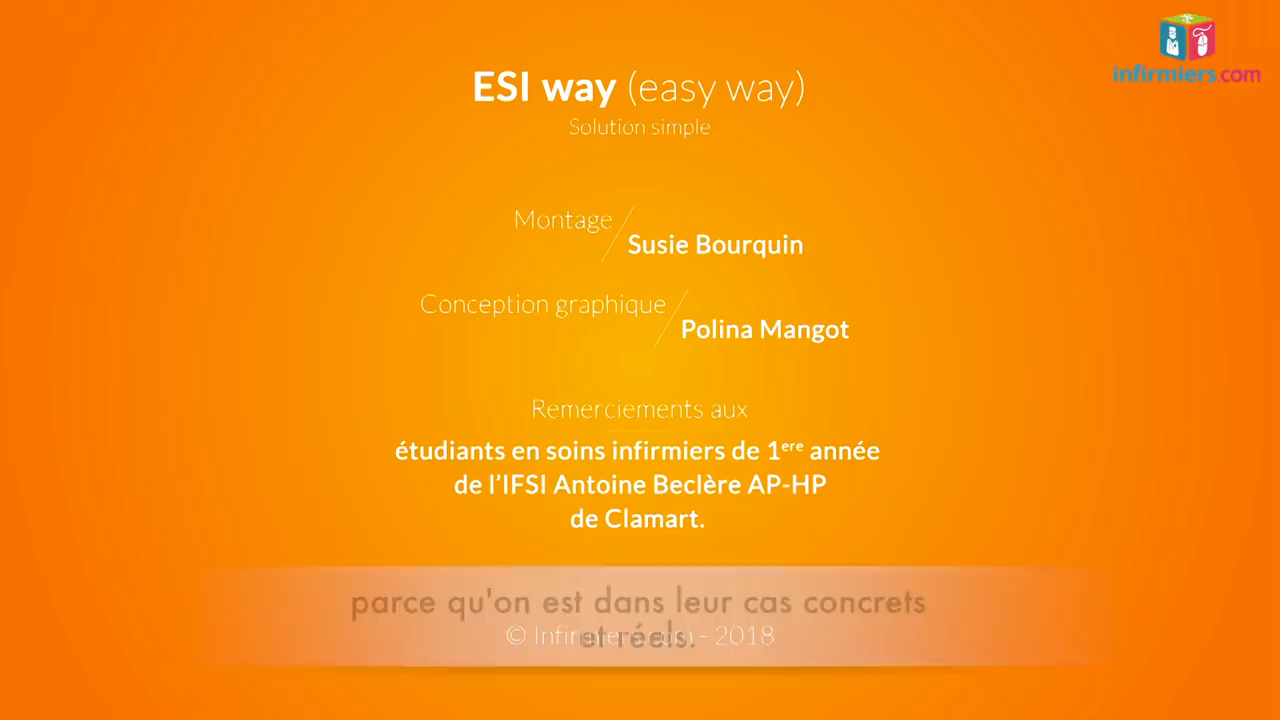 infirmiers.com
ESI way (easy way)
Solution simple
Montage
Susie Bourquin
Conception graphique
Polina Mangot
Remerciements aux
étudiants en soins infirmiers de 1ere année
de l'IFSI Antoine Beclère AP-HP
de Clamart.
parce qu'on est dans leur cas concrets
et réels.
© Infirmiers.com - 2018